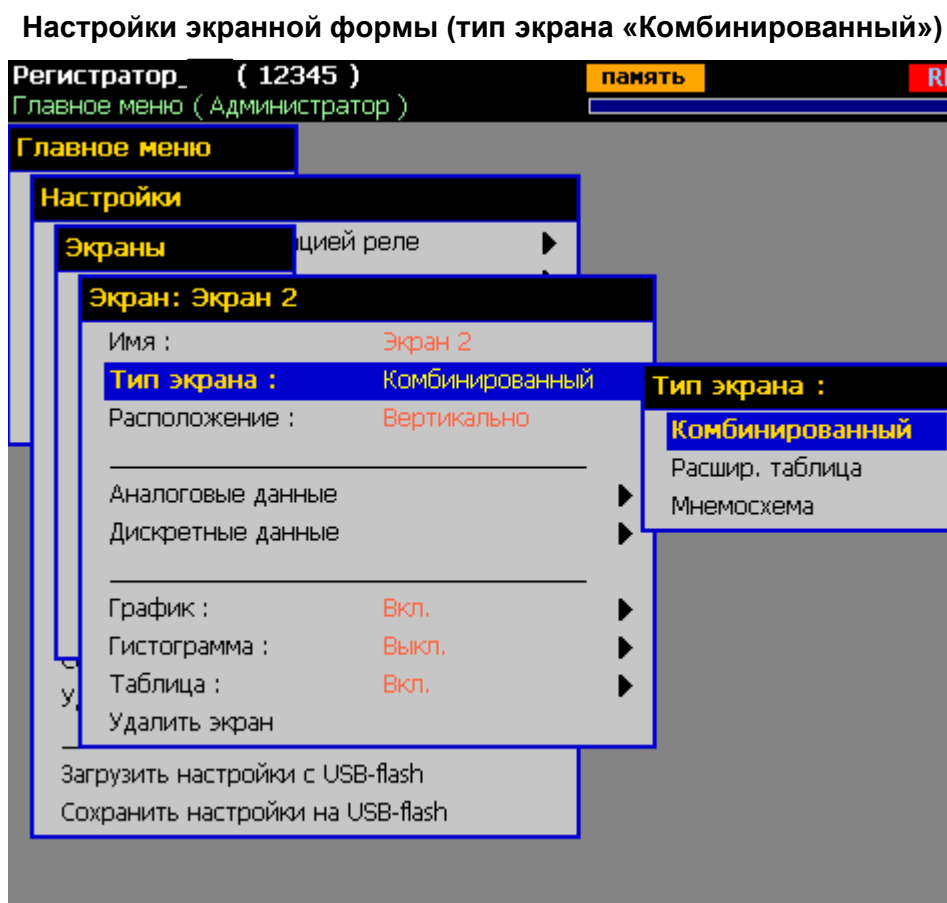 Настройки экранной формы (тип экрана «Комбинированный»)
Регистратор_ ( 12345 ) память
Главное меню ( Администратор )
Главное меню
Настройки
Экраны реле
Экран: Экран 2
Имя : Экран 2
Тип экрана : Комбинированный Тип экрана :
Расположение : Вертикально Комбинированный
Расшир. таблица
Аналоговые данные Мнемосхема
Дискретные данные
График : Вкл.
Гистограмма : Выкл.
Таблица : Вкл.
Удалить экран
Загрузить настройки с USB-flash
Сохранить настройки на USB-flash